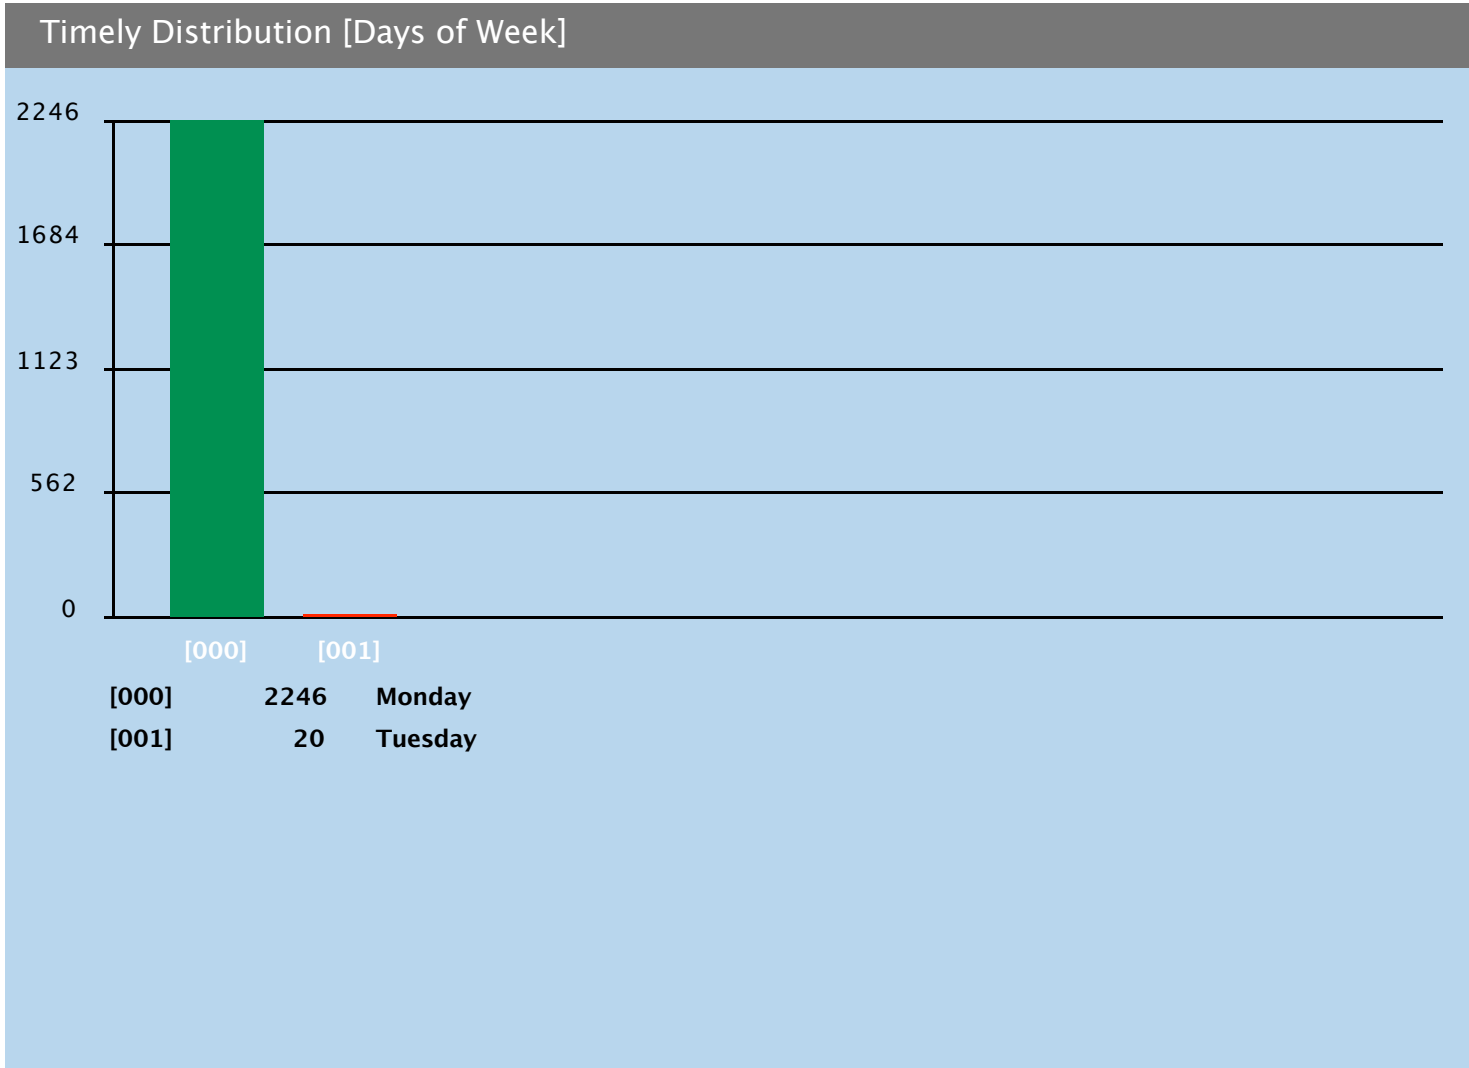 Timely Distribution [Days of Week]
2246
1684
1123
562
0
[000] [001]
[000] 2246 Monday
[001] 20 Tuesday